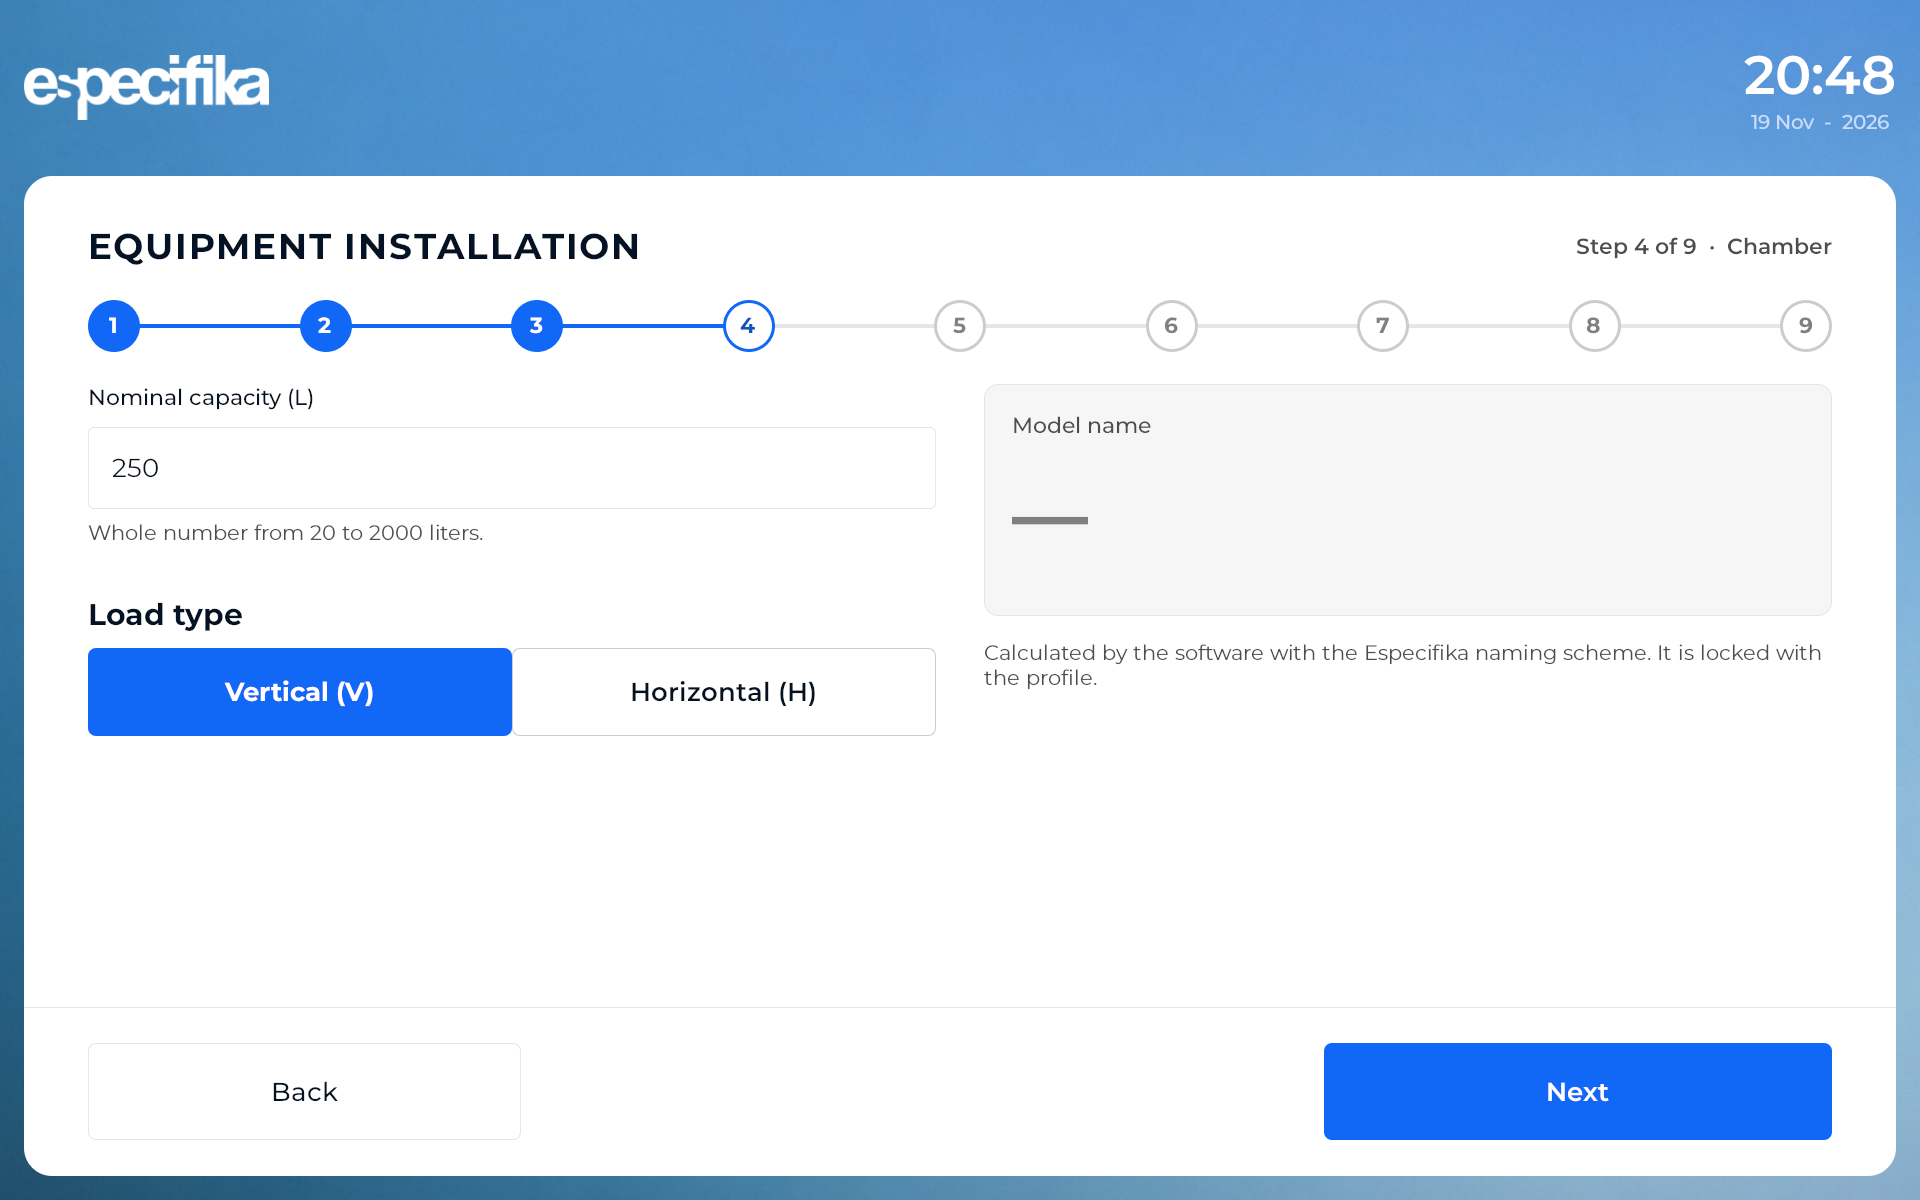 especifika
20:48
19 Nov - 2026
EQUIPMENT INSTALLATION
Step 4 of 9 · Chamber
1
2
3
4
5
6
7
8
9
Nominal capacity (L)
250
Whole number from 20 to 2000 liters.
Load type
Vertical (V)
Horizontal (H)
Model name
—
Calculated by the software with the Especifika naming scheme. It is locked with
the profile.
Back
Next